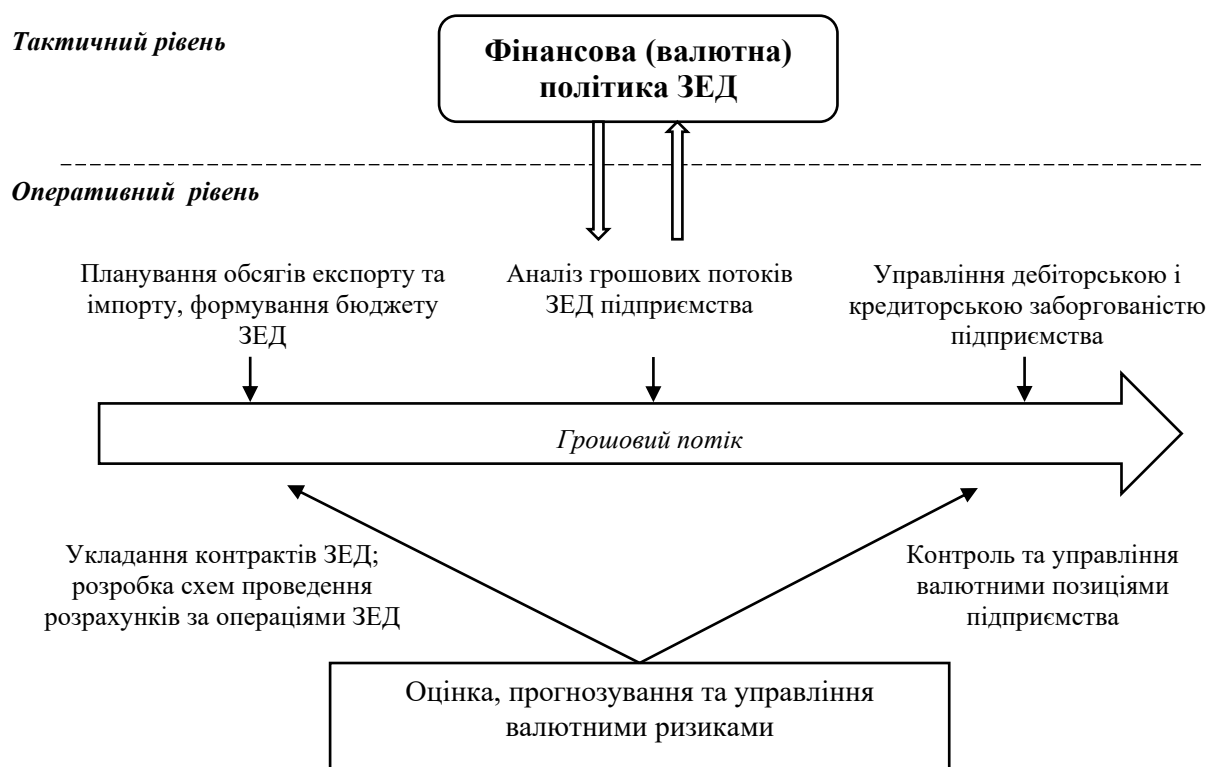 Тактичний рівень
Фінансова (валютна)
політика ЗЕД
Оперативний рівень
Планування обсягів експорту та
імпорту, формування бюджету
ЗЕД
Аналіз грошових потоків
ЗЕД підприємства
Управління дебіторською і
кредиторською заборгованістю
підприємства
Грошовий потік
Укладання контрактів ЗЕД;
розробка схем проведення
розрахунків за операціями ЗЕД
Контроль та управління
валютними позиціями
підприємства
Оцінка, прогнозування та управління
валютними ризиками